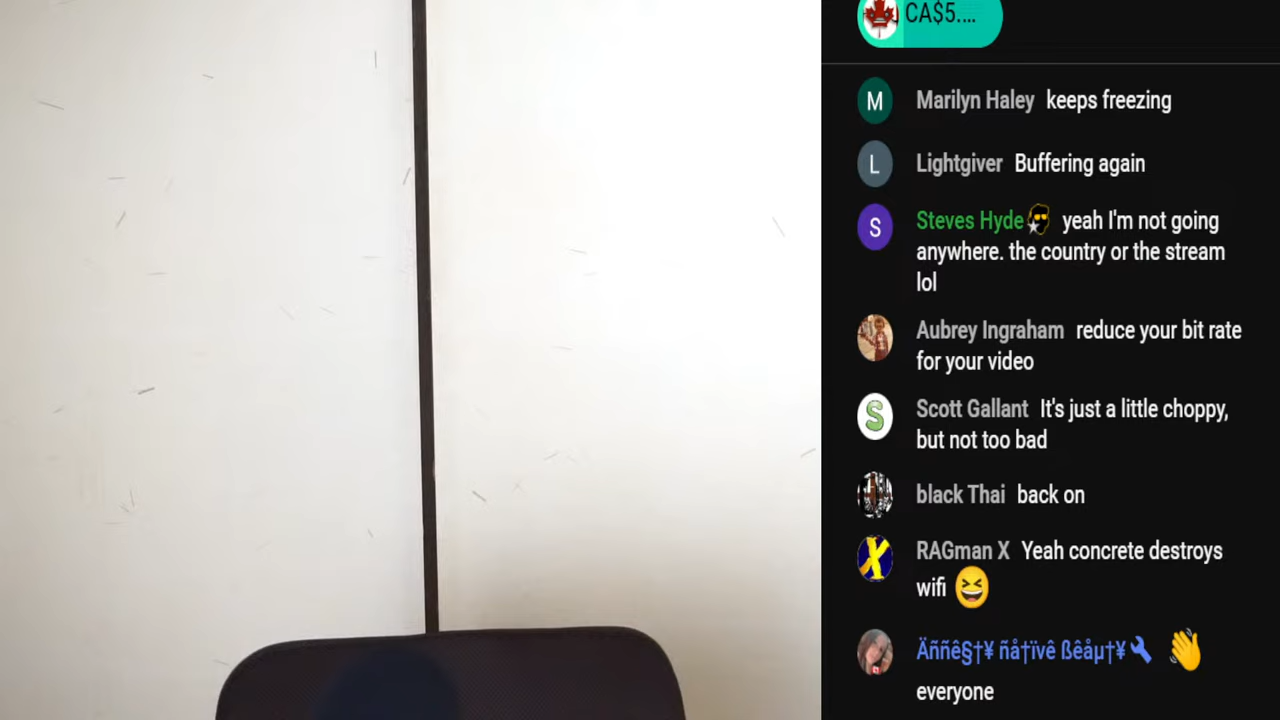 CA$5....
M Marilyn Haley keeps freezing
L Lightgiver Buffering again
S Steves Hyde yeah I'm not going
anywhere. the country or the stream
lol
Aubrey Ingraham reduce your bit rate
for your video
S Scott Gallant It's just a little choppy,
but not too bad
black Thai back on
X RAGman X Yeah concrete destroys
wifi 😆
Äññê§†¥ ñå†ïvê ßêåµ†¥ 👋
everyone